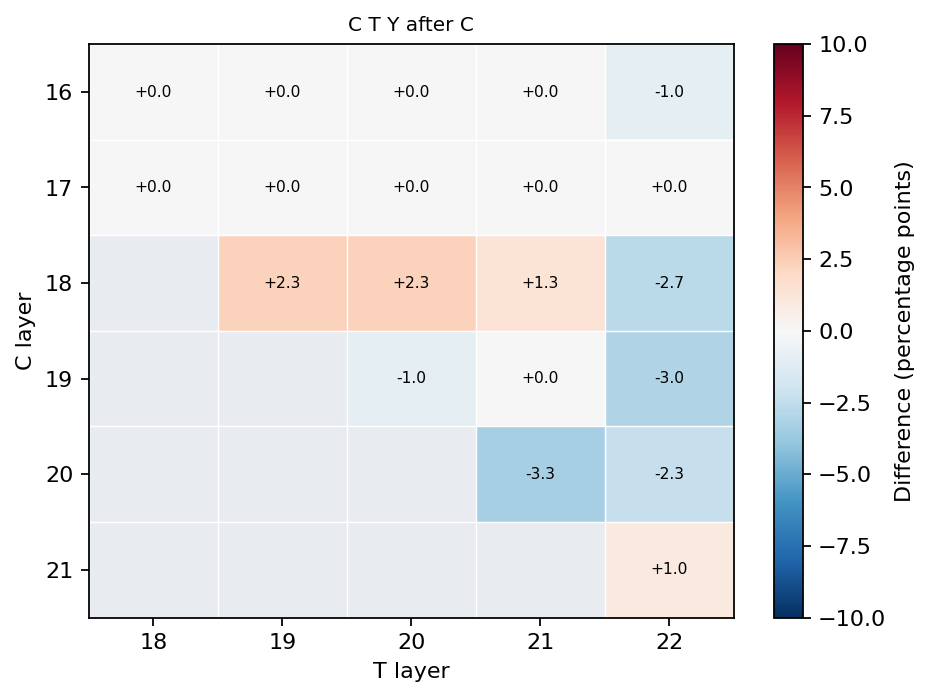 C T Y after C
16 +0.0 +0.0 +0.0 +0.0 -1.0
17 +0.0 +0.0 +0.0 +0.0 +0.0
18 +2.3 +2.3 +1.3 -2.7
19 -1.0 +0.0 -3.0
20 -3.3 -2.3
21 +1.0
18 19 20 21 22
T layer
C layer
10.0
7.5
5.0
2.5
0.0
−2.5
−5.0
−7.5
−10.0
Difference (percentage points)